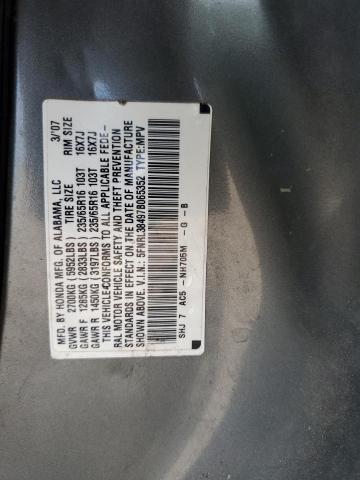 MFD. BY HONDA MFG. OF ALABAMA, LLC 3/'07
GVWR 2700KG (5952LBS) TIRE SIZE RIM SIZE
GAWR F 1285KG (2833LBS) 235/65R16 103T 16X7J
GAWR R 1450KG (3197LBS) 235/65R16 103T 16X7J
THIS VEHICLE CONFORMS TO ALL APPLICABLE FEDE-
RAL MOTOR VEHICLE SAFETY AND THEFT PREVENTION
STANDARDS IN EFFECT ON THE DATE OF MANUFACTURE
SHOWN ABOVE. V.I.N.: 5FNRL38497B065352 TYPE:MPV
SHJ 7 AC5 -NH705M -G -B